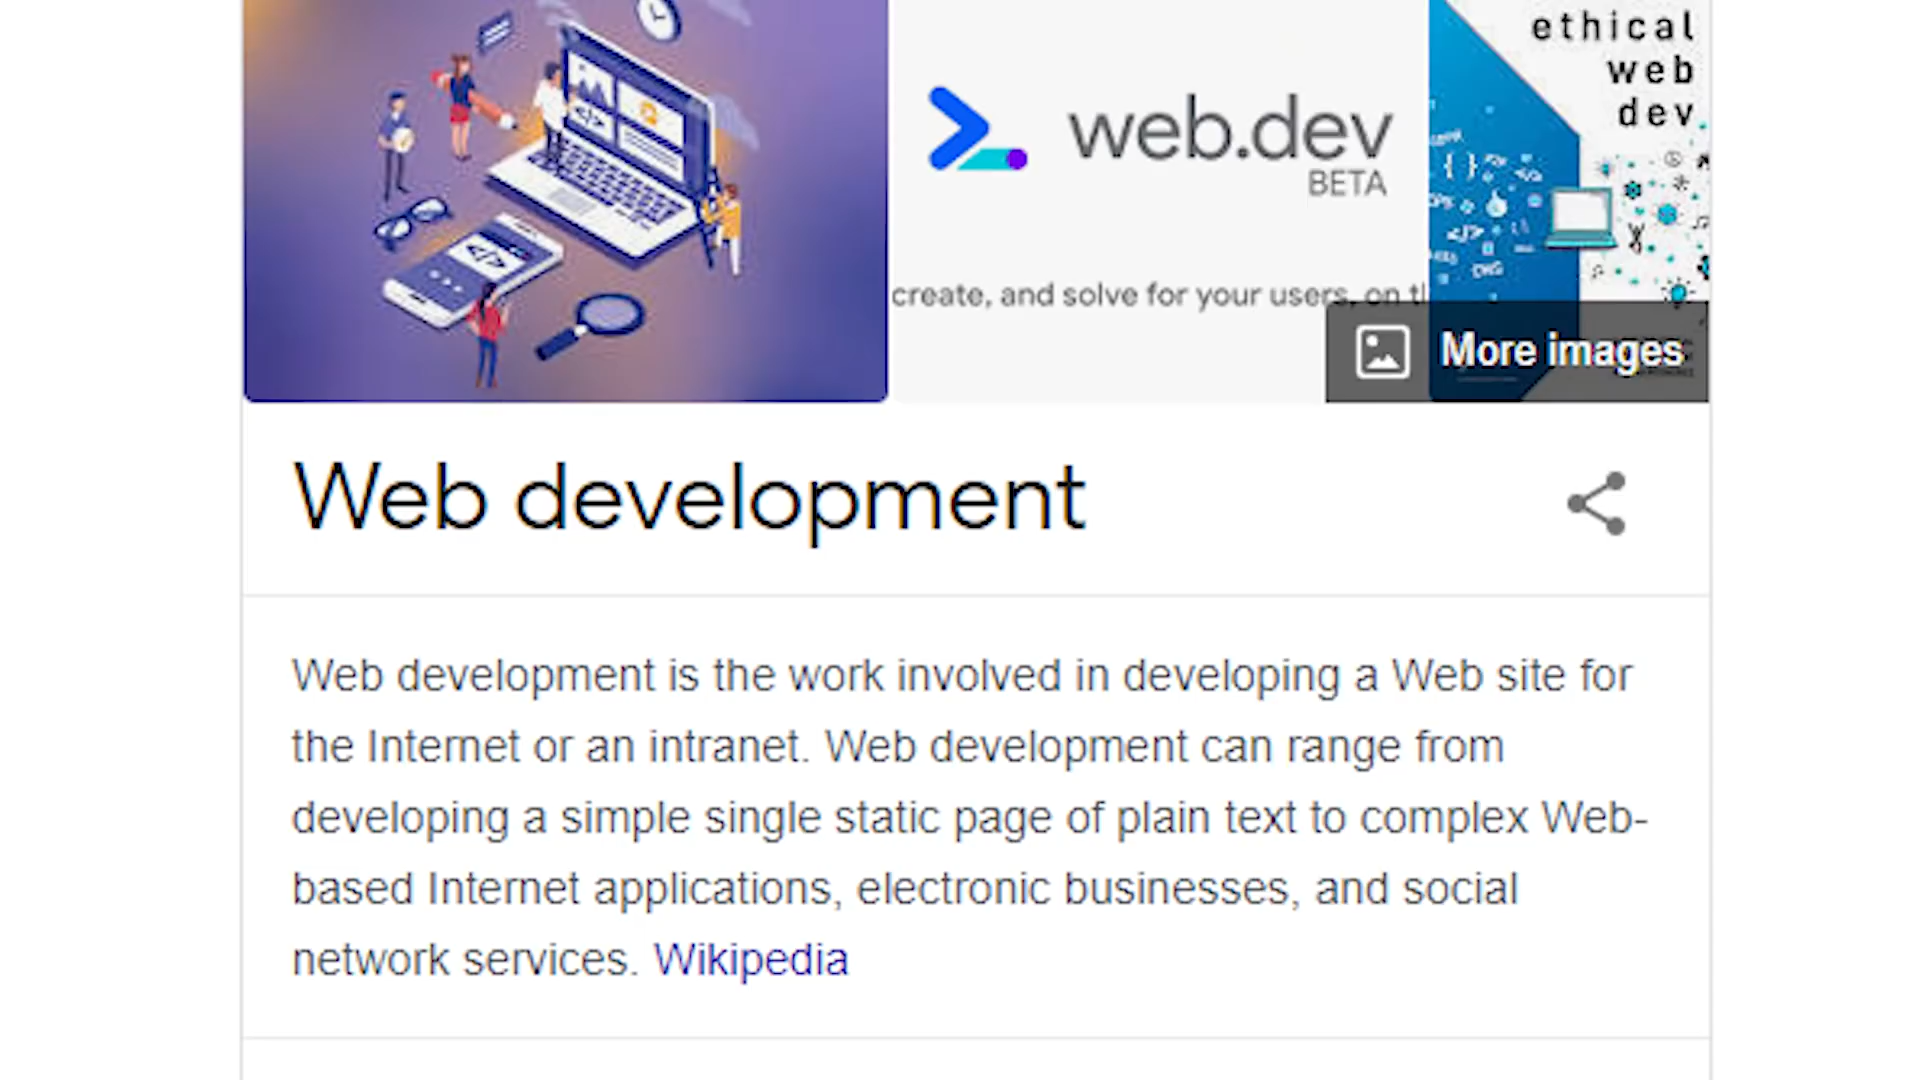 ethical
web
dev
web.dev
BETA
create, and solve for your users, on t
More images
Web development
Web development is the work involved in developing a Web site for
the Internet or an intranet. Web development can range from
developing a simple single static page of plain text to complex Web-
based Internet applications, electronic businesses, and social
network services. Wikipedia